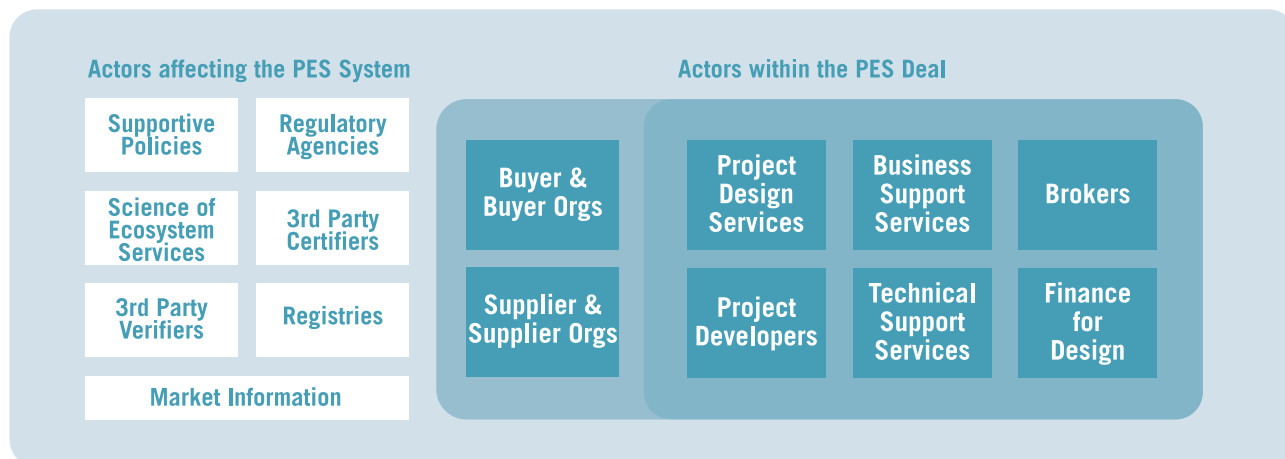 Actors affecting the PES System
Supportive
Policies
Regulatory
Agencies
Science of
Ecosystem
Services
3rd Party
Certifiers
3rd Party
Verifiers
Registries
Market Information
Actors within the PES Deal
Buyer &
Buyer Orgs
Project
Design
Services
Business
Support
Services
Brokers
Supplier &
Supplier Orgs
Project
Developers
Technical
Support
Services
Finance
for
Design